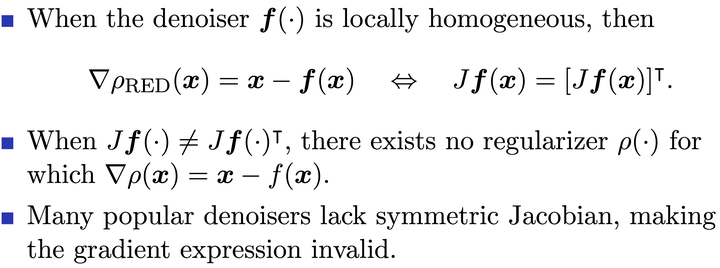 ■ When the denoiser f(·) is locally homogeneous, then
∇ρ_RED(x) = x − f(x) ⇔ Jf(x) = [Jf(x)]ᵀ.
■ When Jf(·) ≠ Jf(·)ᵀ, there exists no regularizer ρ(·) for
which ∇ρ(x) = x − f(x).
■ Many popular denoisers lack symmetric Jacobian, making
the gradient expression invalid.